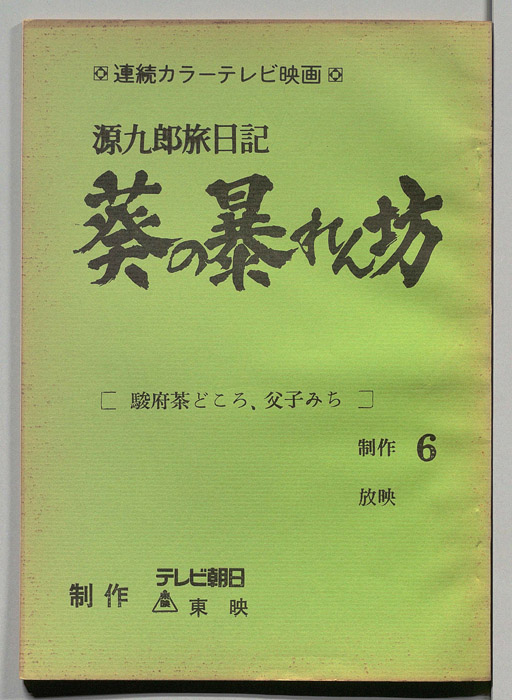 連続カラーテレビ映画
源九郎旅日記
葵の暴れん坊
［ 駿府茶どころ、父子みち ］
制作 6
放映
制作 テレビ朝日
東映 東映